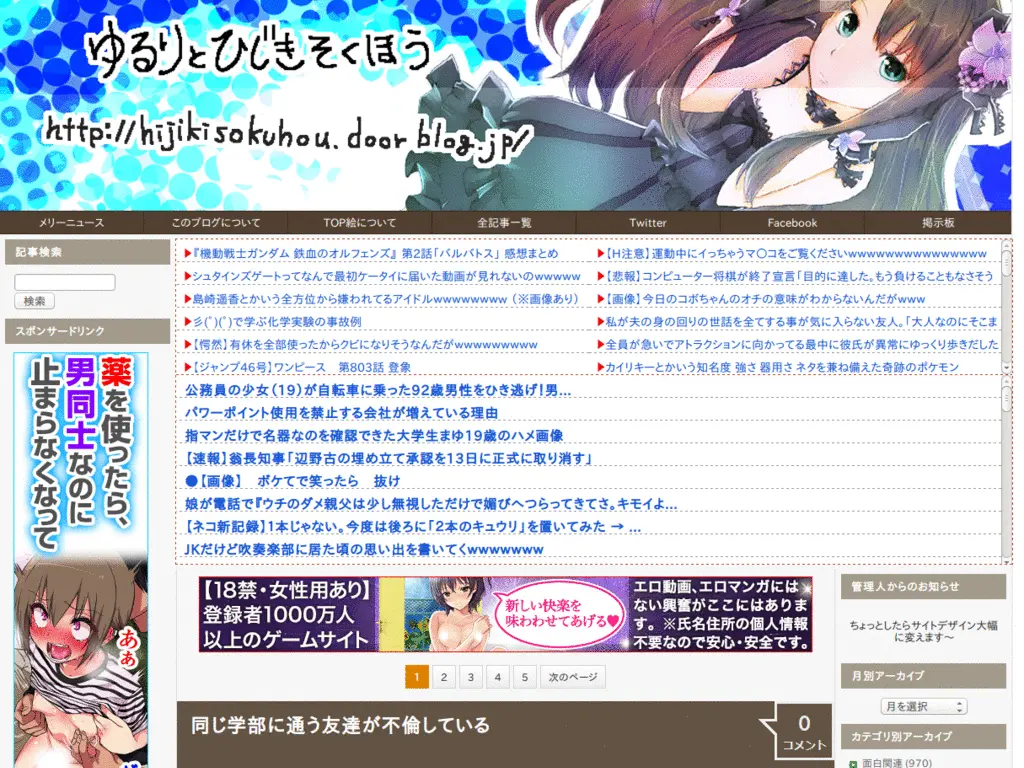 ゆるりとひじきそくほう
http://hijikisokuhou.doorblog.jp/
メリーニュース
このブログについて
TOP絵について
全記事一覧
Twitter
Facebook
掲示板
記事検索
検索
スポンサードリンク
薬を使ったら、
男同士なのに
止まらなくなって
ああ
『機動戦士ガンダム 鉄血のオルフェンズ』 第2話「バルバトス」 感想まとめ
【H注意】運動中にイっちゃうマ〇コをご覧くださいwwwwwwwwwwwwwwww
シュタインズゲートってなんで最初ケータイに届いた動画が見れないのwwwww
【悲報】コンピューター将棋が終了宣言「目的に達した。もう負けることもなさそう
島崎遥香とかいう全方位から嫌われてるアイドルwwwwwwww （※画像あり）
【画像】今日のコボちゃんのオチの意味がわからないんだがwww
彡(ﾟ)(ﾟ)で学ぶ化学実験の事故例
私が夫の身の回りの世話を全てする事が気に入らない友人。「大人なのにそこま
【愕然】有休を全部使ったからクビになりそうなんだがwwwwwwwwww
全員が急いでアトラクションに向かってる最中に彼氏が異常にゆっくり歩きだした
【ジャンプ46号】ワンピース　第803話 登象
カイリキーとかいう知名度 強さ 器用さ ネタを兼ね備えた奇跡のポケモン
公務員の少女（19）が自転車に乗った92歳男性をひき逃げ！男...
パワーポイント使用を禁止する会社が増えている理由
指マンだけで名器なのを確認できた大学生まゆ19歳のハメ画像
【速報】翁長知事「辺野古の埋め立て承認を13日に正式に取り消す」
●【画像】　ボケてで笑ったら　抜け
娘が電話で『ウチのダメ親父は少し無視しただけで媚びへつらってきてさ。キモイよ...
【ネコ新記録】1本じゃない。今度は後ろに「2本のキュウリ」を置いてみた → ...
JKだけど吹奏楽部に居た頃の思い出を書いてくwwwwwww
【18禁・女性用あり】
登録者1000万人
以上のゲームサイト
新しい快楽を
味わわせてあげる♥
エロ動画、エロマンガには
ない興奮がここにはありま
す。 ※氏名住所の個人情報
不要なので安心・安全です。
1 2 3 4 5 次のページ
同じ学部に通う友達が不倫している
0
コメント
管理人からのお知らせ
ちょっとしたらサイトデザイン大幅
に変えます～
月別アーカイブ
月を選択
カテゴリ別アーカイブ
面白関連 (970)